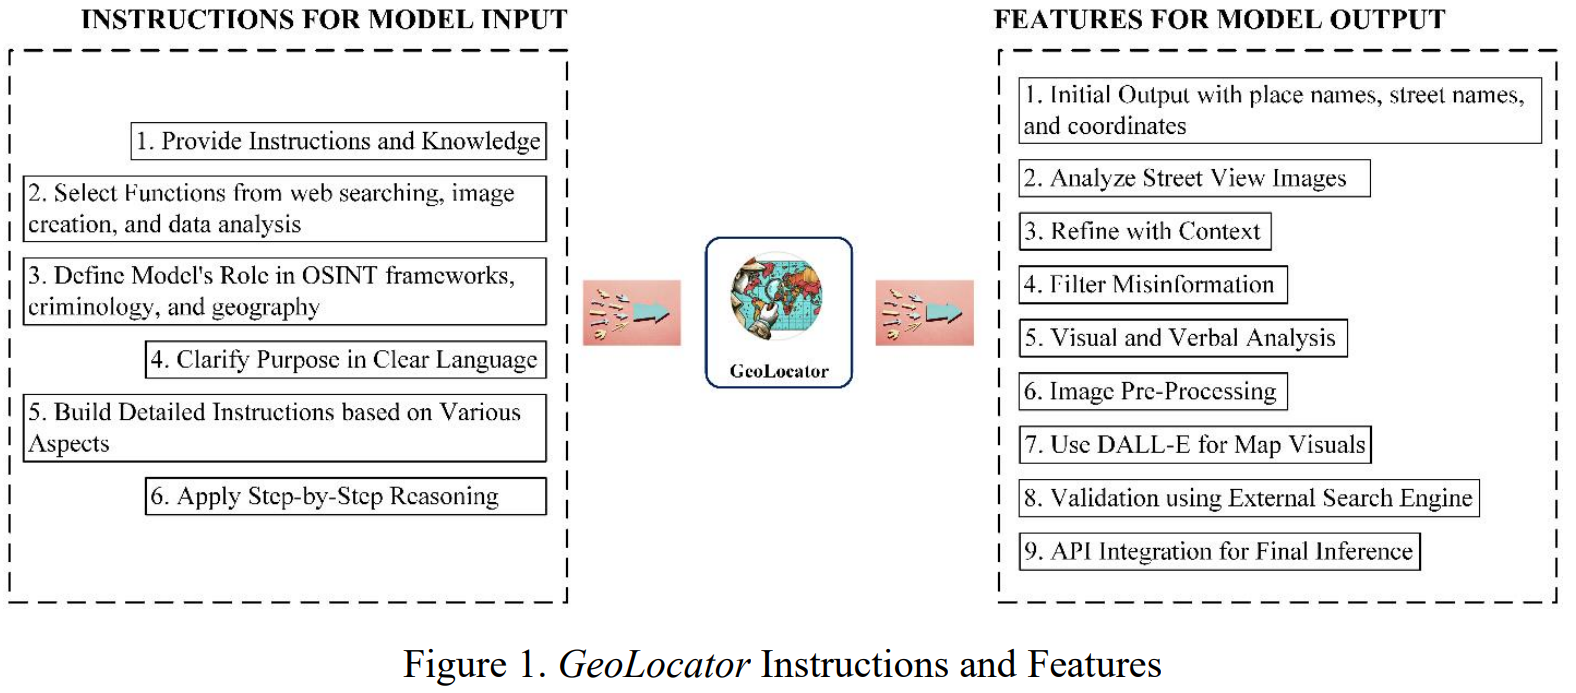 INSTRUCTIONS FOR MODEL INPUT
1. Provide Instructions and Knowledge
2. Select Functions from web searching, image
creation, and data analysis
3. Define Model's Role in OSINT frameworks,
criminology, and geography
4. Clarify Purpose in Clear Language
5. Build Detailed Instructions based on Various
Aspects
6. Apply Step-by-Step Reasoning
GeoLocator
FEATURES FOR MODEL OUTPUT
1. Initial Output with place names, street names,
and coordinates
2. Analyze Street View Images
3. Refine with Context
4. Filter Misinformation
5. Visual and Verbal Analysis
6. Image Pre-Processing
7. Use DALL-E for Map Visuals
8. Validation using External Search Engine
9. API Integration for Final Inference
Figure 1. GeoLocator Instructions and Features